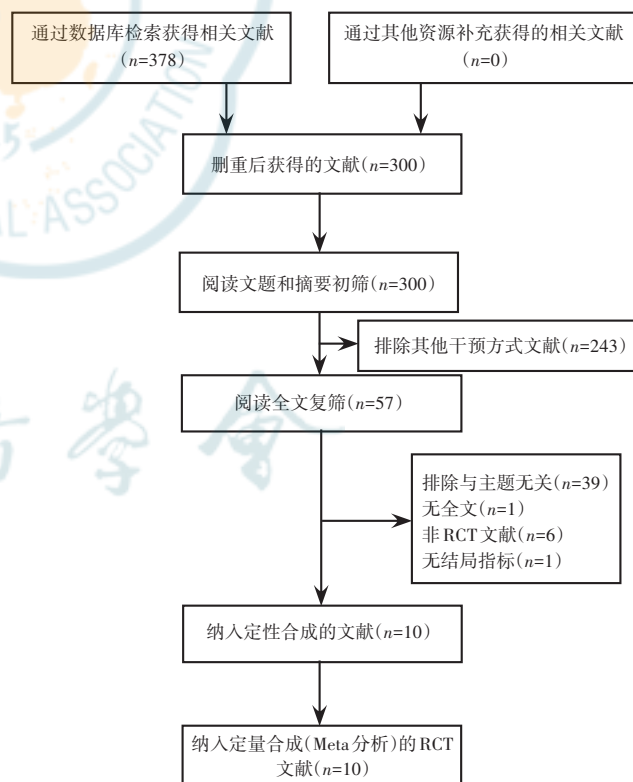 通过数据库检索获得相关文献
(n=378)
通过其他资源补充获得的相关文献
(n=0)
删重后获得的文献(n=300)
阅读文题和摘要初筛(n=300)
排除其他干预方式文献(n=243)
阅读全文复筛(n=57)
排除与主题无关(n=39)
无全文(n=1)
非RCT文献(n=6)
无结局指标(n=1)
纳入定性合成的文献(n=10)
纳入定量合成(Meta分析)的RCT
文献(n=10)
AL ASSOCIATION
學會